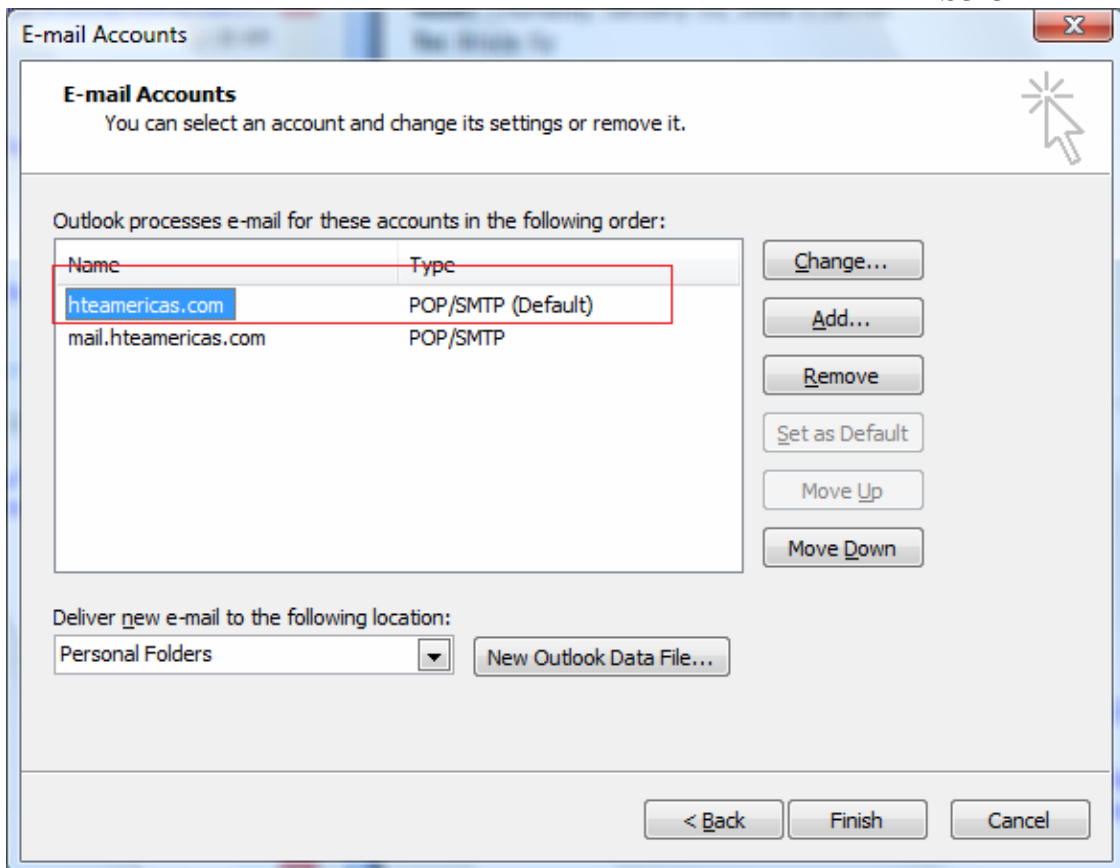 E-mail Accounts
E-mail Accounts
You can select an account and change its settings or remove it.
Outlook processes e-mail for these accounts in the following order:
Name Type
hteamericas.com POP/SMTP (Default)
mail.hteamericas.com POP/SMTP
Change...
Add...
Remove
Set as Default
Move Up
Move Down
Deliver new e-mail to the following location:
Personal Folders
New Outlook Data File...
< Back Finish Cancel